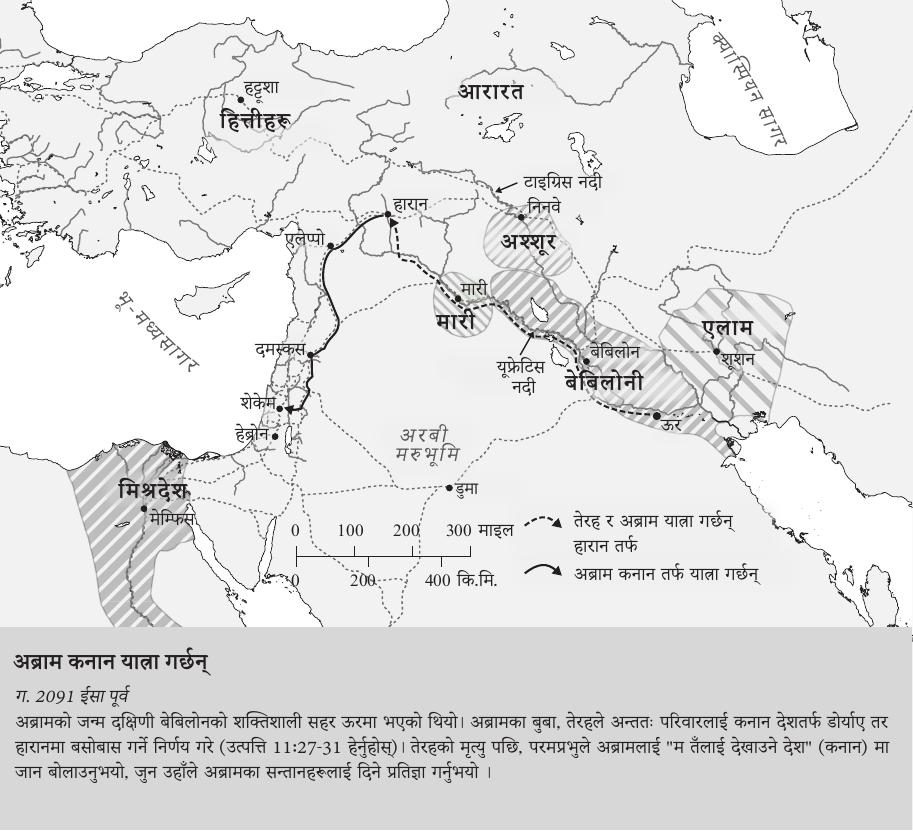 क्यास्पियन सागर
हट्टूशा
हित्तीहरू
आरारत
टाइग्रिस नदी
हारान
निनवे
एलेप्पो
अश्शूर
मारी
मारी
भू-मध्यसागर
दमस्कस
यूफ्रेटिस
नदी
बेबिलोन
बेबिलोनी
एलाम
शूशन
शेकेम
हेब्रोन
ऊर
अरबी
मरुभूमि
मिश्रदेश
मेम्फिस
डुमा
0 100 200 300 माइल
0 200 400 कि.मि.
तेरह र अब्राम यात्रा गर्छन्
हारान तर्फ
अब्राम कनान तर्फ यात्रा गर्छन्
अब्राम कनान यात्रा गर्छन्
ग. 2091 ईसा पूर्व
अब्रामको जन्म दक्षिणी बेबिलोनको शक्तिशाली सहर ऊरमा भएको थियो। अब्रामका बुबा, तेरहले अन्ततः परिवारलाई कनान देशतर्फ डोर्याए तर
हारानमा बसोबास गर्ने निर्णय गरे (उत्पत्ति 11:27-31 हेर्नुहोस्)। तेरहको मृत्यु पछि, परमप्रभुले अब्रामलाई "म तँलाई देखाउने देश" (कनान) मा
जान बोलाउनुभयो, जुन उहाँले अब्रामका सन्तानहरूलाई दिने प्रतिज्ञा गर्नुभयो ।